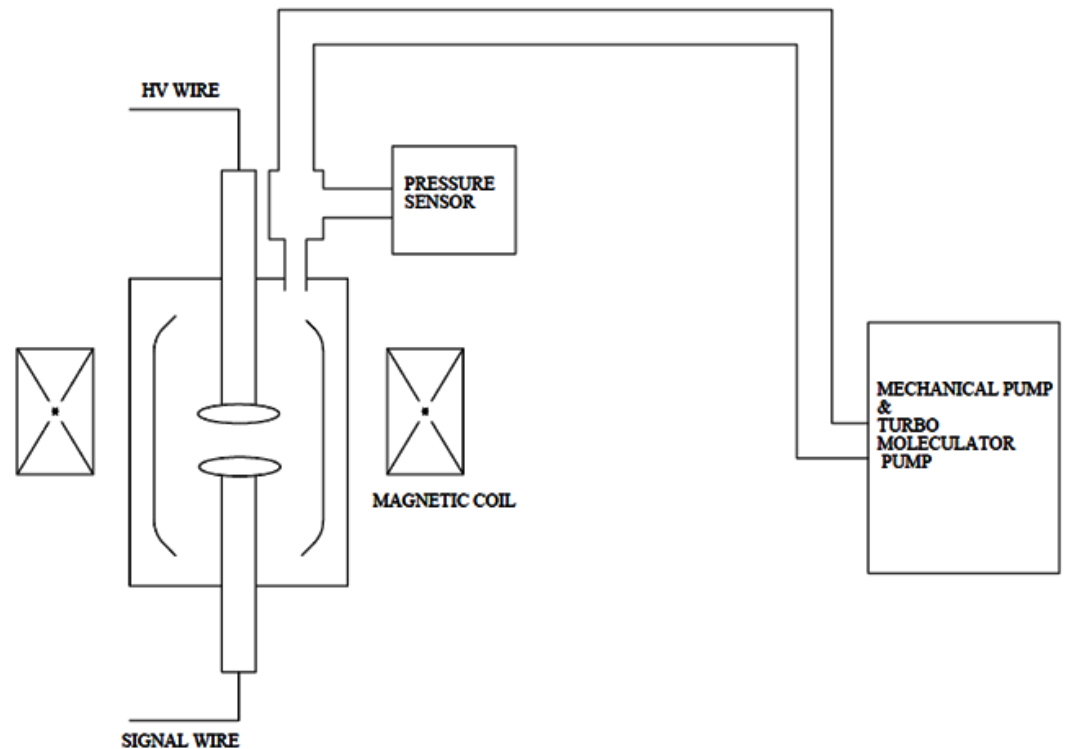 HV WIRE
PRESSURE
SENSOR
MECHANICAL PUMP
&
TURBO
MOLECULATOR
PUMP
MAGNETIC COIL
SIGNAL WIRE